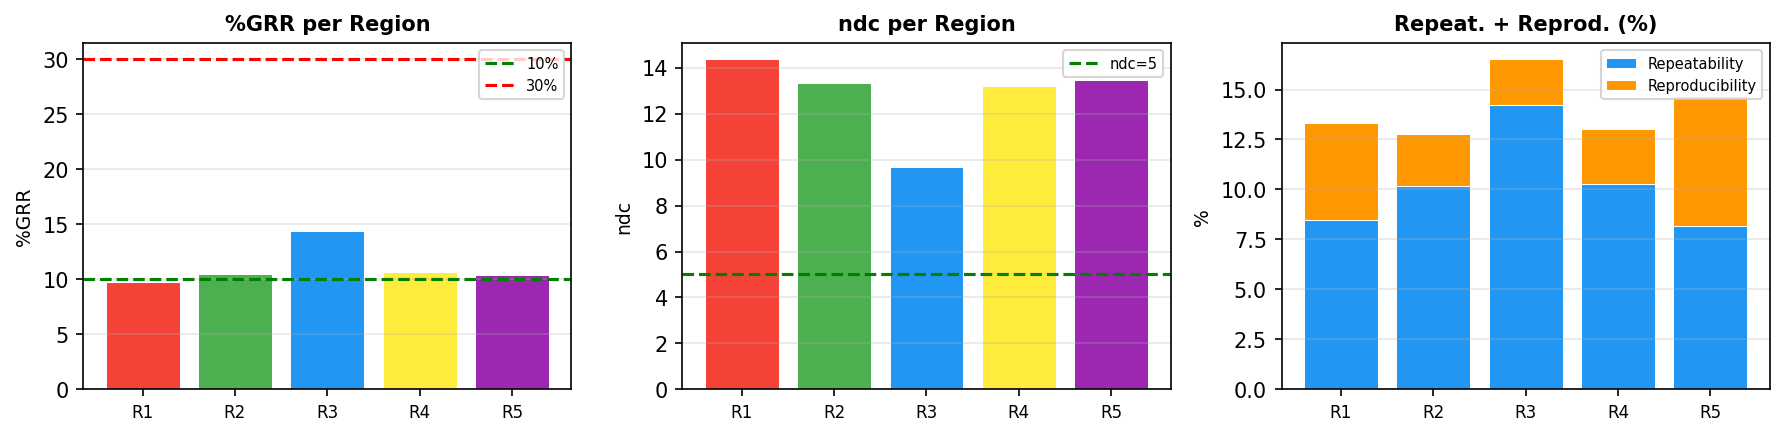 %GRR per Region
%GRR
30
25
20
15
10
5
0
10%
30%
R1 R2 R3 R4 R5
ndc per Region
ndc
14
12
10
8
6
4
2
0
ndc=5
R1 R2 R3 R4 R5
Repeat. + Reprod. (%)
%
15.0
12.5
10.0
7.5
5.0
2.5
0.0
Repeatability
Reproducibility
R1 R2 R3 R4 R5